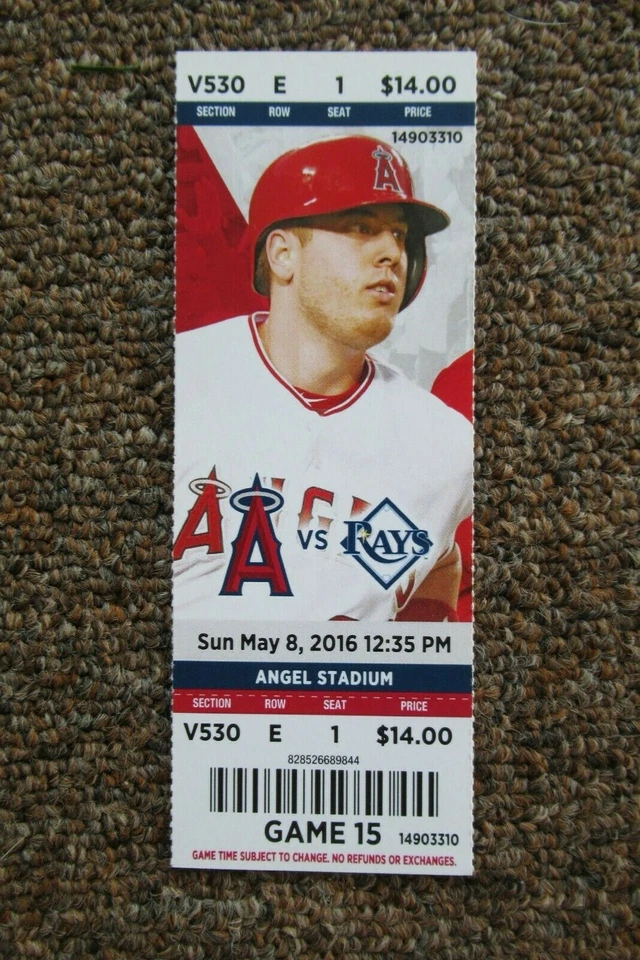 V530 E 1 $14.00
SECTION ROW SEAT PRICE
14903310
A
ANG
A VS RAYS
Sun May 8, 2016 12:35 PM
ANGEL STADIUM
SECTION ROW SEAT PRICE
V530 E 1 $14.00
828526689844
GAME 15 14903310
GAME TIME SUBJECT TO CHANGE. NO REFUNDS OR EXCHANGES.